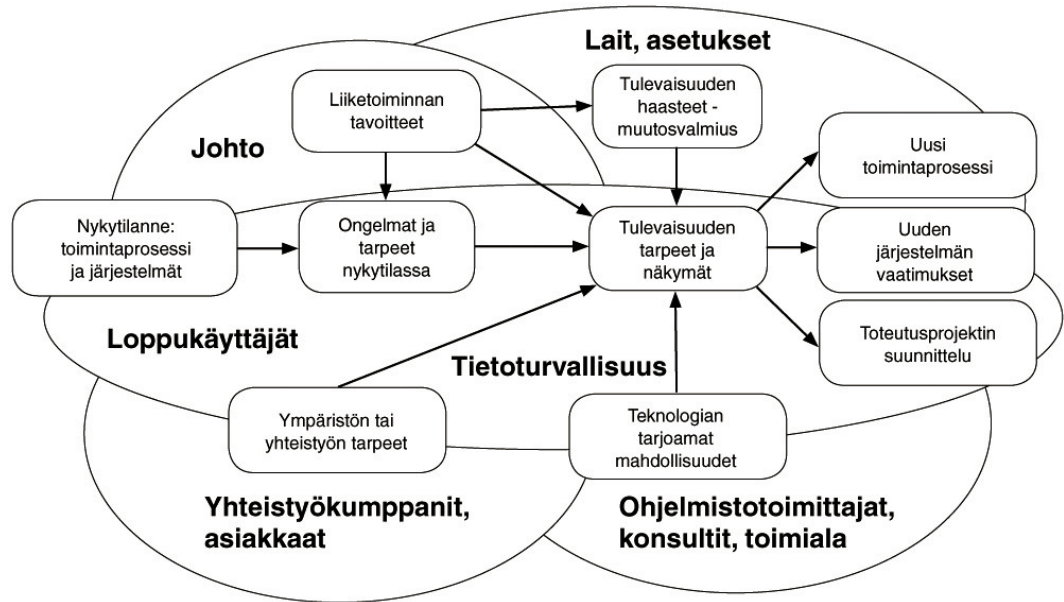 Lait, asetukset
Liiketoiminnan
tavoitteet
Tulevaisuuden
haasteet -
muutosvalmius
Johto
Uusi
toimintaprosessi
Nykytilanne:
toimintaprosessi
ja järjestelmät
Ongelmat ja
tarpeet
nykytilassa
Tulevaisuuden
tarpeet ja
näkymät
Uuden
järjestelmän
vaatimukset
Loppukäyttäjät
Tietoturvallisuus
Toteutusprojektin
suunnittelu
Ympäristön tai
yhteistyön tarpeet
Teknologian
tarjoamat
mahdollisuudet
Yhteistyökumppanit,
asiakkaat
Ohjelmistotoimittajat,
konsultit, toimiala